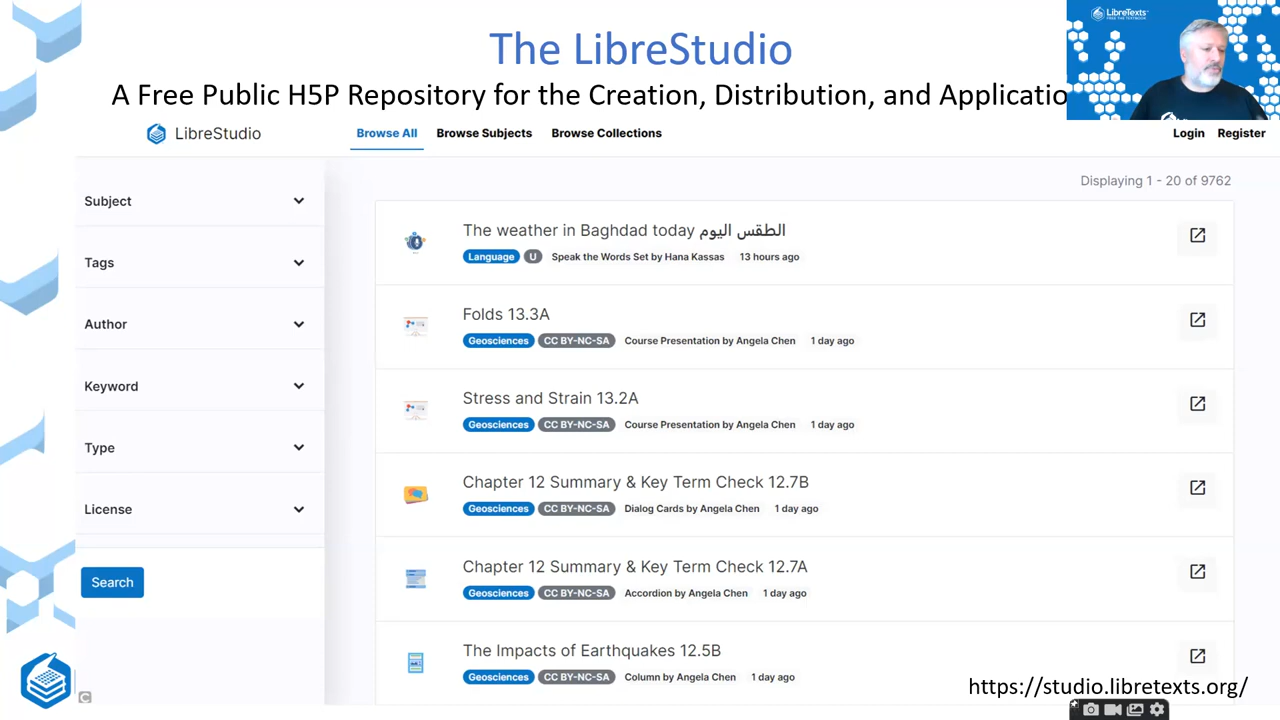 The LibreStudio
A Free Public H5P Repository for the Creation, Distribution, and Applicatio
LibreTexts
FREE THE TEXTBOOK
LibreStudio
Browse All
Browse Subjects
Browse Collections
Login
Register
Displaying 1 - 20 of 9762
Subject
Tags
Author
Keyword
Type
License
Search
The weather in Baghdad today الطقس اليوم
Language U Speak the Words Set by Hana Kassas 13 hours ago
Folds 13.3A
Geosciences CC BY-NC-SA Course Presentation by Angela Chen 1 day ago
Stress and Strain 13.2A
Geosciences CC BY-NC-SA Course Presentation by Angela Chen 1 day ago
Chapter 12 Summary & Key Term Check 12.7B
Geosciences CC BY-NC-SA Dialog Cards by Angela Chen 1 day ago
Chapter 12 Summary & Key Term Check 12.7A
Geosciences CC BY-NC-SA Accordion by Angela Chen 1 day ago
The Impacts of Earthquakes 12.5B
Geosciences CC BY-NC-SA Column by Angela Chen 1 day ago
https://studio.libretexts.org/
C